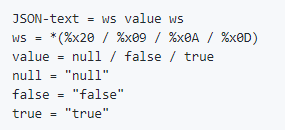 JSON-text = ws value ws
ws = *(%x20 / %x09 / %x0A / %x0D)
value = null / false / true
null = "null"
false = "false"
true = "true"